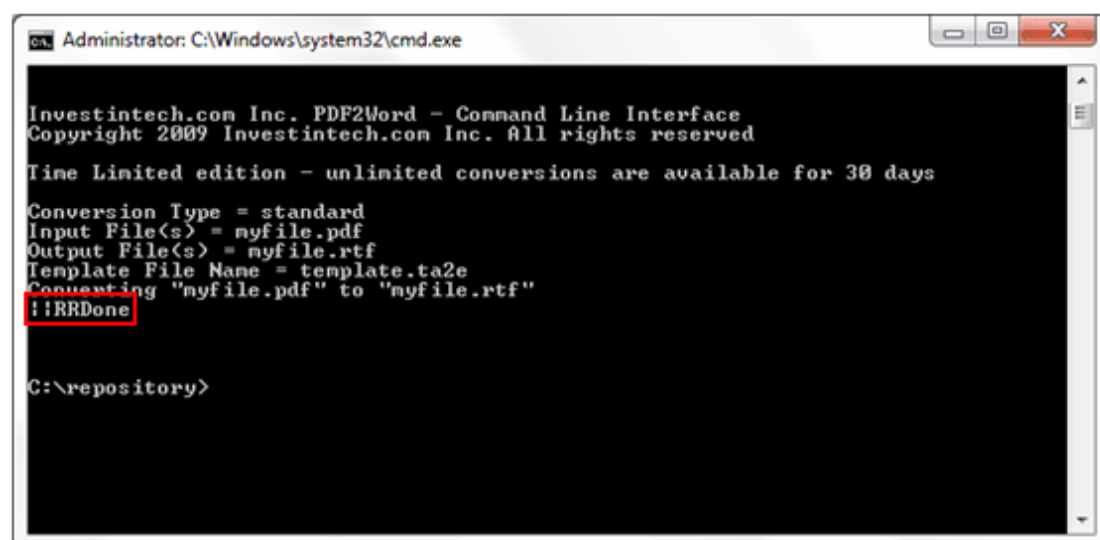 Administrator: C:\Windows\system32\cmd.exe
Investintech.com Inc. PDF2Word - Command Line Interface
Copyright 2009 Investintech.com Inc. All rights reserved
Time Limited edition - unlimited conversions are available for 30 days
Conversion Type = standard
Input File(s) = myfile.pdf
Output File(s) = myfile.rtf
Template File Name = template.ta2e
Converting "myfile.pdf" to "myfile.rtf"
||RRDone
C:\repository>